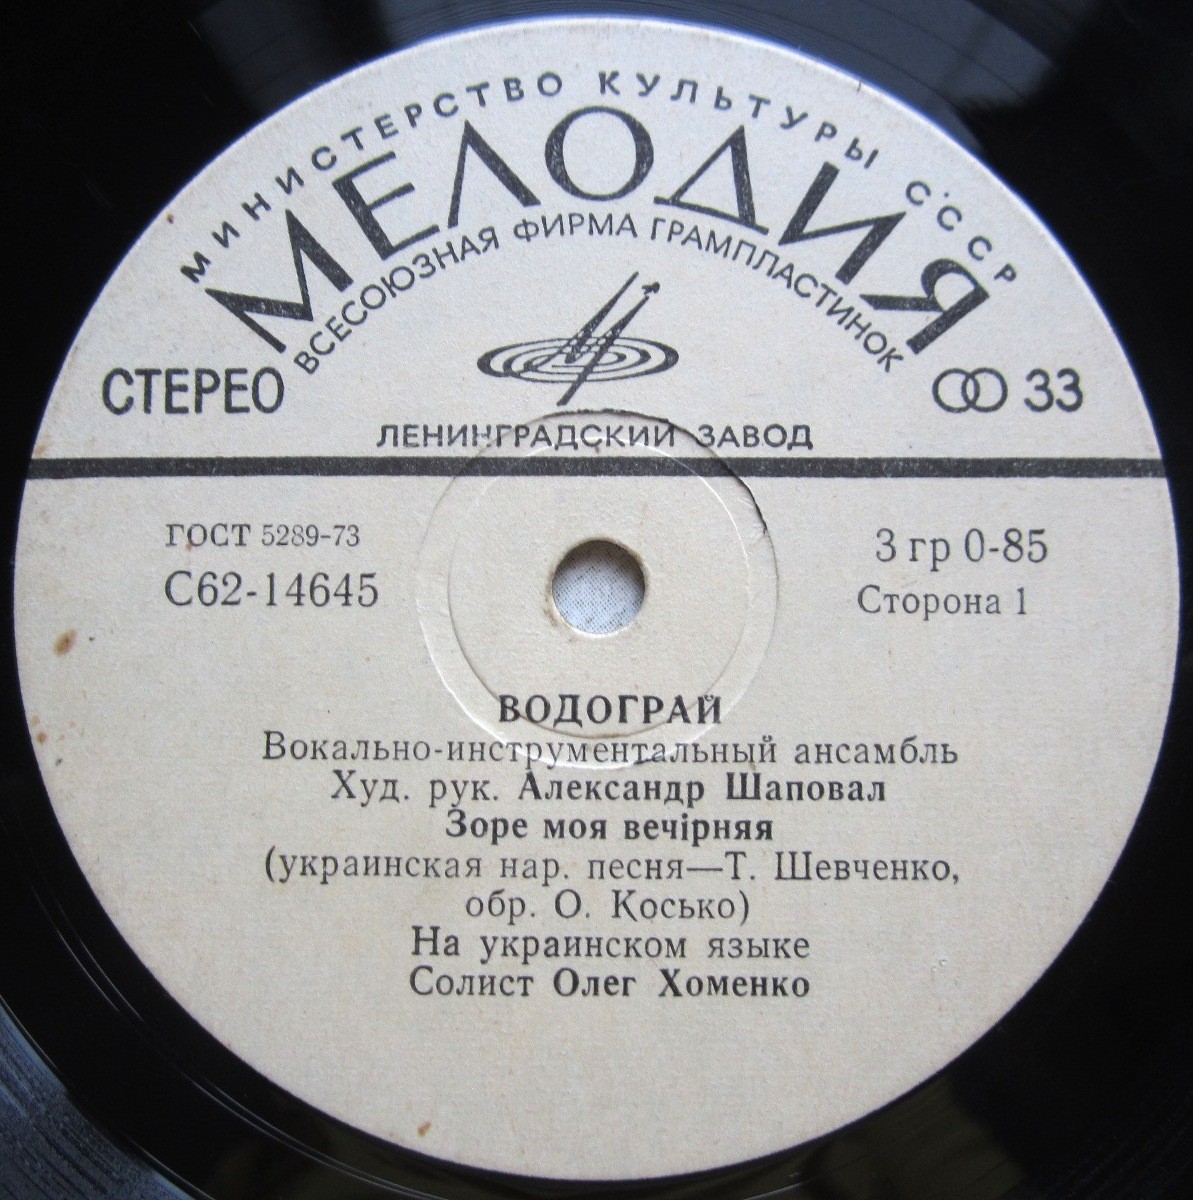 МИНИСТЕРСТВО КУЛЬТУРЫ СССР
МЕЛОДИЯ
ВСЕСОЮЗНАЯ ФИРМА ГРАМПЛАСТИНОК
СТЕРЕО
33
ЛЕНИНГРАДСКИЙ ЗАВОД
ГОСТ 5289-73
С62-14645
3 гр 0-85
Сторона 1
ВОДОГРАЙ
Вокально-инструментальный ансамбль
Худ. рук. Александр Шаповал
Зоре моя вечірняя
(украинская нар. песня—Т. Шевченко,
обр. О. Косько)
На украинском языке
Солист Олег Хоменко